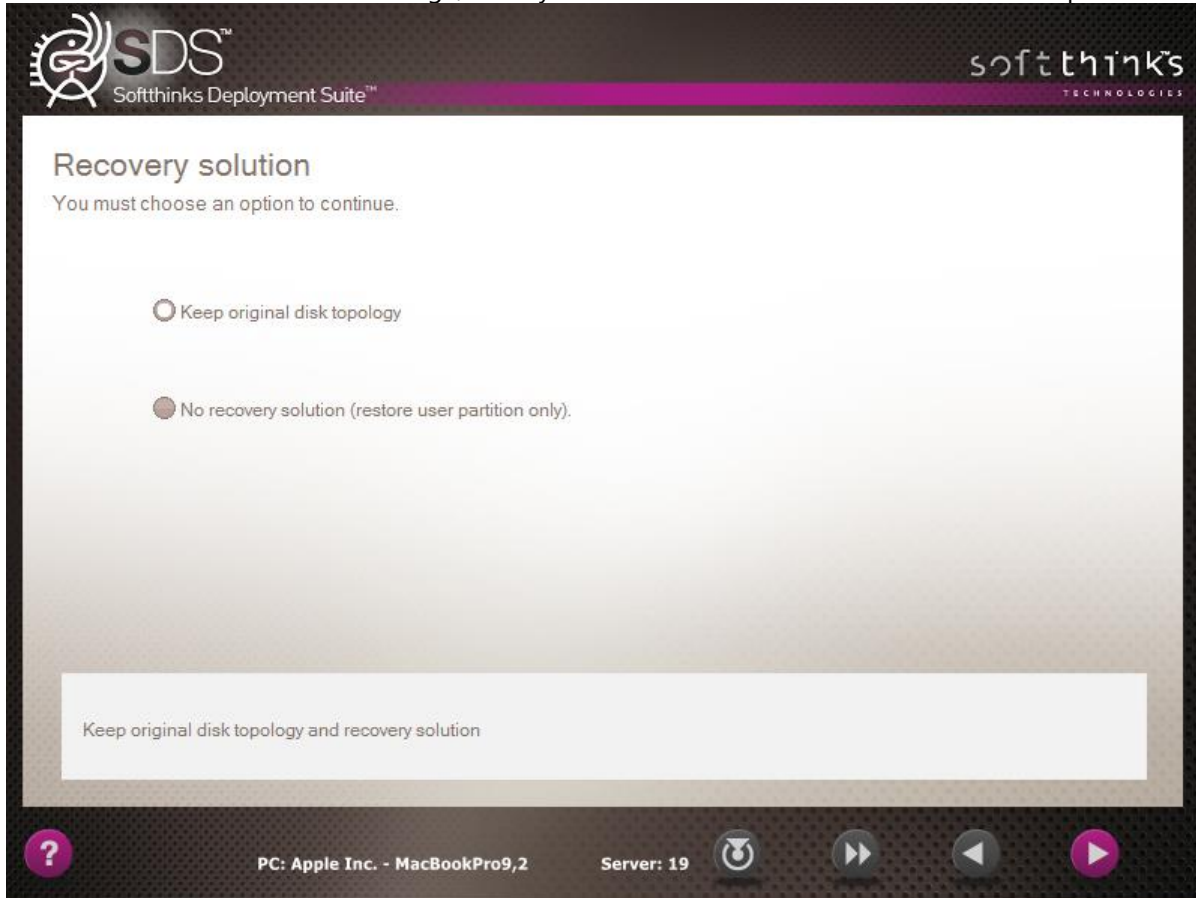 SDS™
Softthinks Deployment Suite™
softthinks
TECHNOLOGIES
Recovery solution
You must choose an option to continue.
Keep original disk topology
No recovery solution (restore user partition only).
Keep original disk topology and recovery solution
?
PC: Apple Inc. - MacBookPro9,2 Server: 19